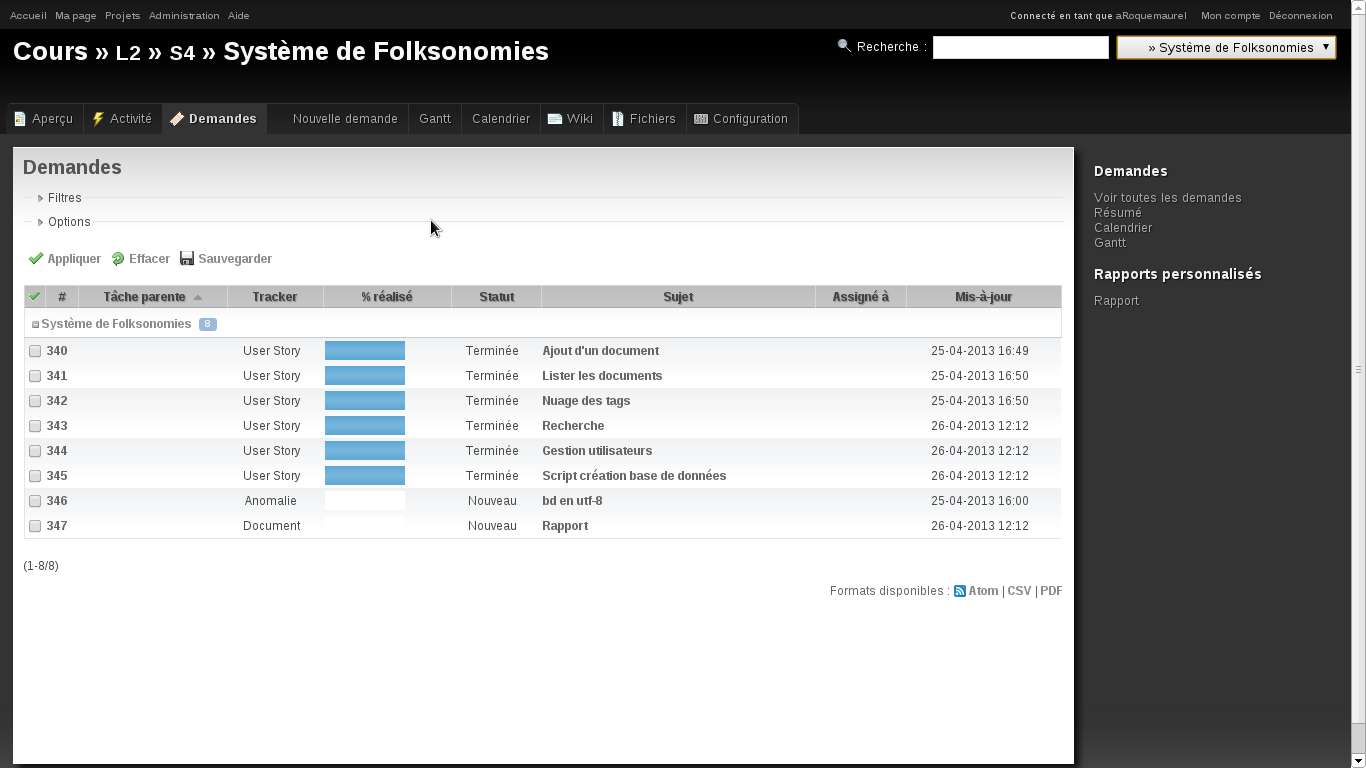 Accueil Ma page Projets Administration Aide Connecté en tant que aRoquemaurel Mon compte Déconnexion
Cours » L2 » S4 » Système de Folksonomies Recherche : » Système de Folksonomies
Aperçu Activité Demandes Nouvelle demande Gantt Calendrier Wiki Fichiers Configuration
Demandes
Filtres
Options
Appliquer Effacer Sauvegarder
# Tâche parente Tracker % réalisé Statut Sujet Assigné à Mis-à-jour
Système de Folksonomies 8
340 User Story Terminée Ajout d'un document 25-04-2013 16:49
341 User Story Terminée Lister les documents 25-04-2013 16:50
342 User Story Terminée Nuage des tags 25-04-2013 16:50
343 User Story Terminée Recherche 26-04-2013 12:12
344 User Story Terminée Gestion utilisateurs 26-04-2013 12:12
345 User Story Terminée Script création base de données 26-04-2013 12:12
346 Anomalie Nouveau bd en utf-8 25-04-2013 16:00
347 Document Nouveau Rapport 26-04-2013 12:12
(1-8/8)
Formats disponibles : Atom | CSV | PDF
Demandes
Voir toutes les demandes
Résumé
Calendrier
Gantt
Rapports personnalisés
Rapport